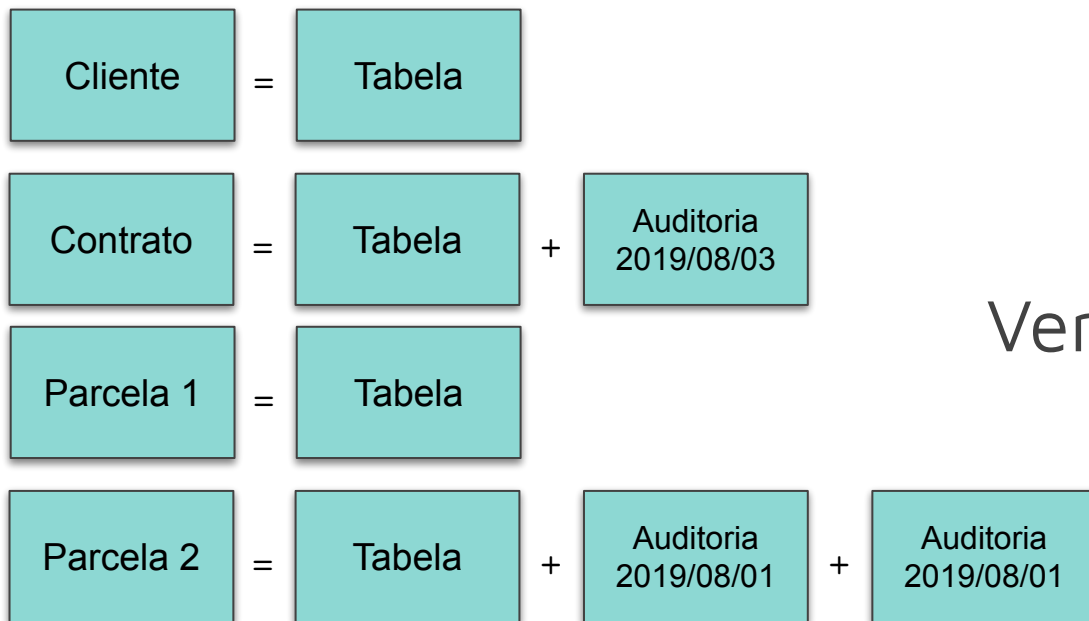 Cliente = Tabela
Contrato = Tabela + Auditoria
2019/08/03
Parcela 1 = Tabela
Parcela 2 = Tabela + Auditoria
2019/08/01 + Auditoria
2019/08/01